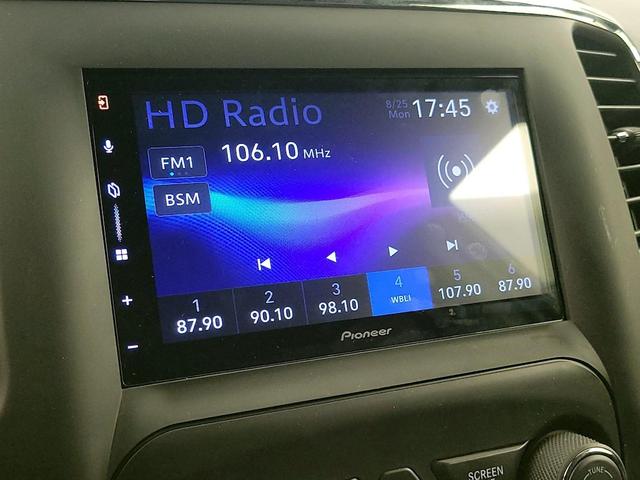 HD Radio
8/25
Mon
17:45
FM1
106.10 MHz
BSM
1
87.90
2
90.10
3
98.10
4
WBLI
5
107.90
6
87.90
Pioneer
SCREEN
TUNE